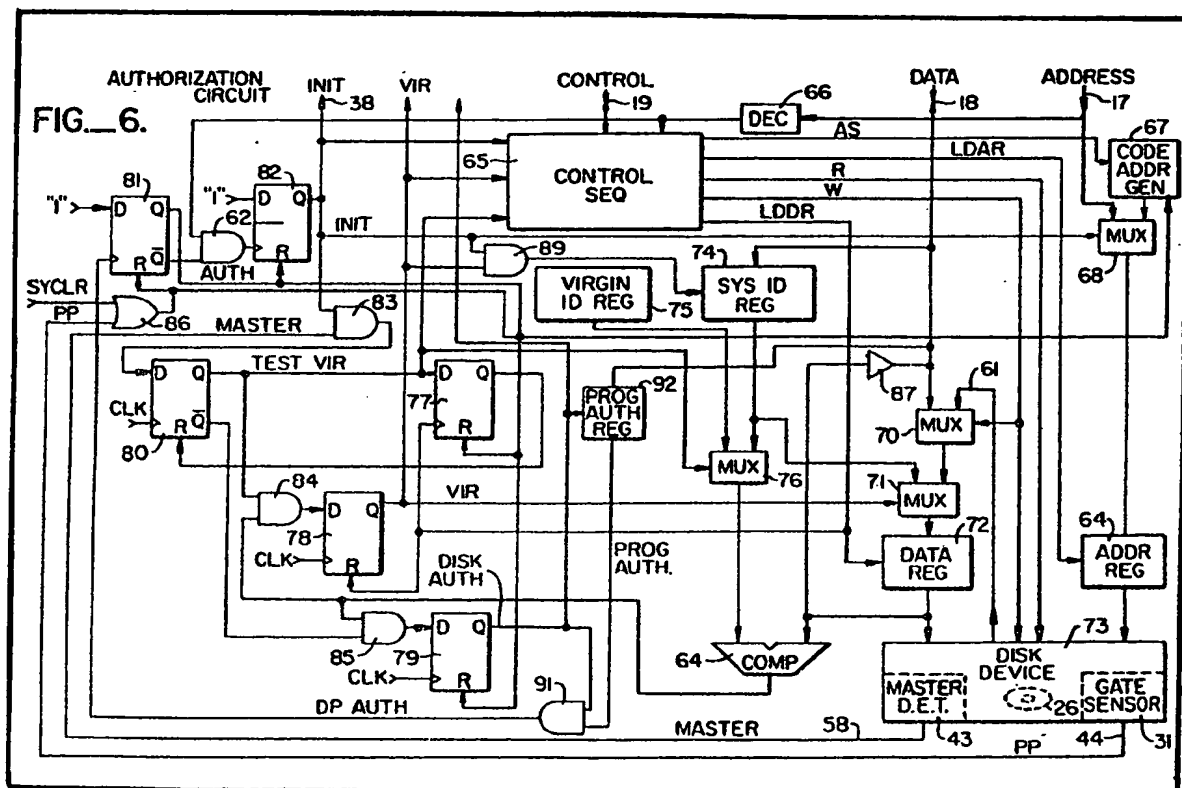 AUTHORIZATION CIRCUIT
INIT
38
VIR
CONTROL
19
DATA
18
ADDRESS
17
FIG._6.
DEC
66
AS
67
CODE ADDR GEN
LDAR
R
W
LDDR
65
CONTROL SEQ
MUX
68
81
"I"
D
Q
Q
R
62
AUTH
82
"I"
D
Q
R
INIT
SYCLR
PP
86
83
MASTER
89
VIRGIN ID REG
75
74
SYS ID REG
87
61
MUX
70
TEST VIR
D
Q
CLK
Q
R
80
D
Q
77
R
PROG AUTH REG
92
MUX
76
MUX
71
84
VIR
D
Q
78
CLK
R
DATA REG
72
64
ADDR REG
DISK AUTH
PROG AUTH.
85
D
Q
79
CLK
R
91
DP AUTH
64
COMP
73
DISK DEVICE
26
MASTER D.E.T.
43
GATE SENSOR
31
MASTER
58
PP
44